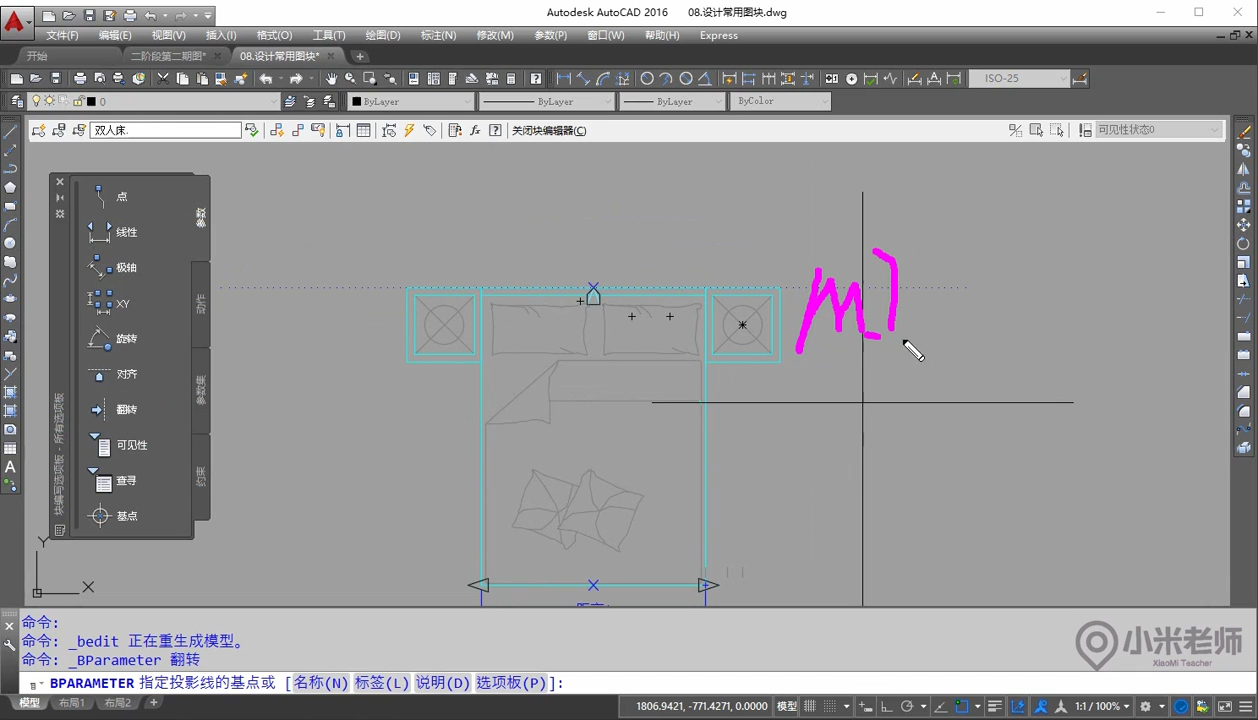 Autodesk AutoCAD 2016 08.设计常用图块.dwg
文件(F) 编辑(E) 视图(V) 插入(I) 格式(O) 工具(T) 绘图(D) 标注(N) 修改(M) 参数(P) 窗口(W) 帮助(H) Express
开始 二阶段第二期图* 08.设计常用图块*
ISO-25
0 ByLayer ByLayer ByLayer ByColor
双人床. 关闭块编辑器(C) 可见性状态0
点
线性
极轴
XY
旋转
对齐
翻转
可见性
查寻
基点
参数
动作
参数集
约束
块编写选项板 - 所有选项板
Y
X
命令:
命令: _bedit 正在重生成模型。
命令: _BParameter 翻转
BPARAMETER 指定投影线的基点或 [名称(N) 标签(L) 说明(D) 选项板(P)]:
小米老师
XiaoMi Teacher
模型 布局1 布局2
1806.9421, -771.4271, 0.0000 模型 1:1 / 100%